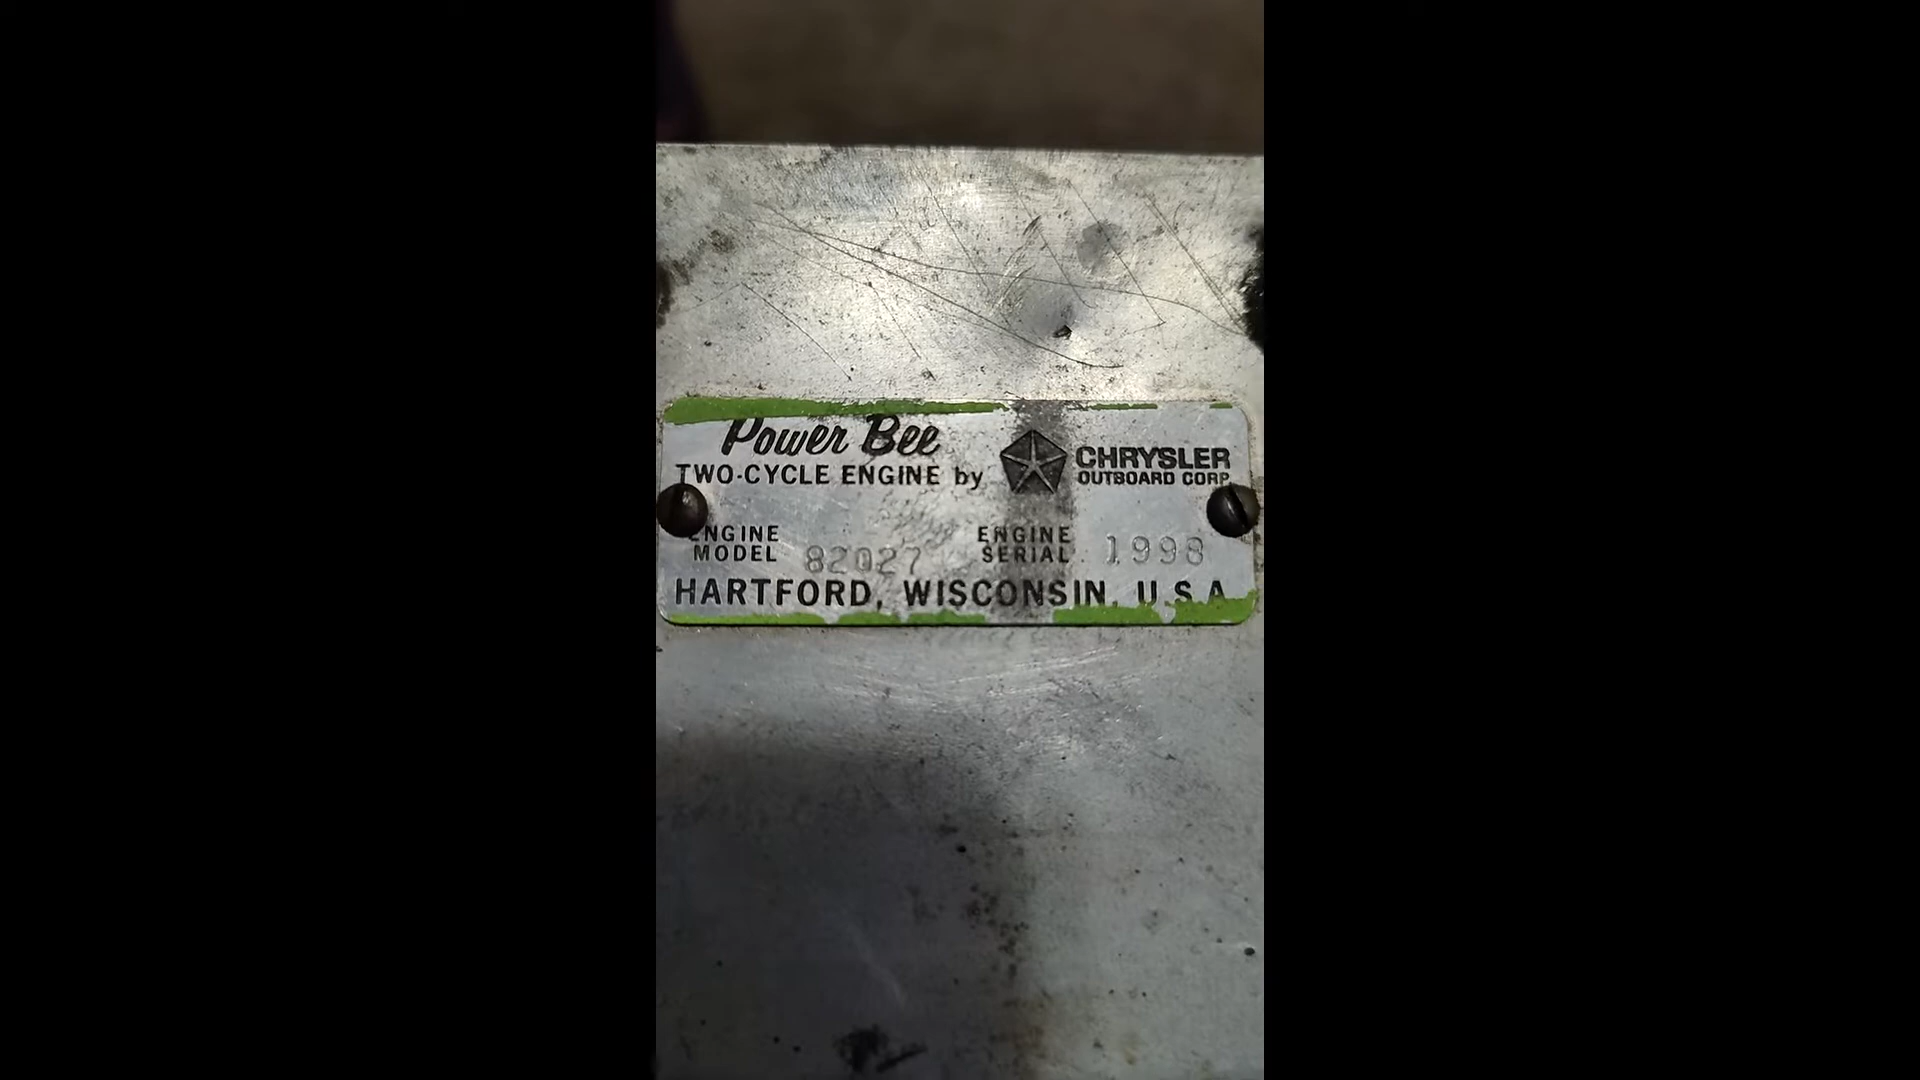 Power Bee
TWO-CYCLE ENGINE by
CHRYSLER
OUTBOARD CORP.
ENGINE
MODEL 82027
ENGINE
SERIAL 1998
HARTFORD, WISCONSIN, U.S.A.